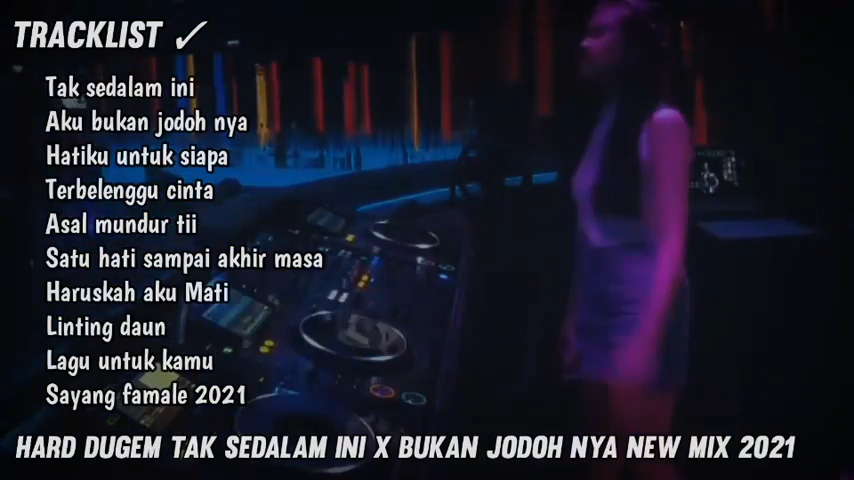 TRACKLIST ✓
Tak sedalam ini
Aku bukan jodoh nya
Hatiku untuk siapa
Terbelenggu cinta
Asal mundur tii
Satu hati sampai akhir masa
Haruskah aku Mati
Linting daun
Lagu untuk kamu
Sayang famale 2021
HARD DUGEM TAK SEDALAM INI X BUKAN JODOH NYA NEW MIX 2021